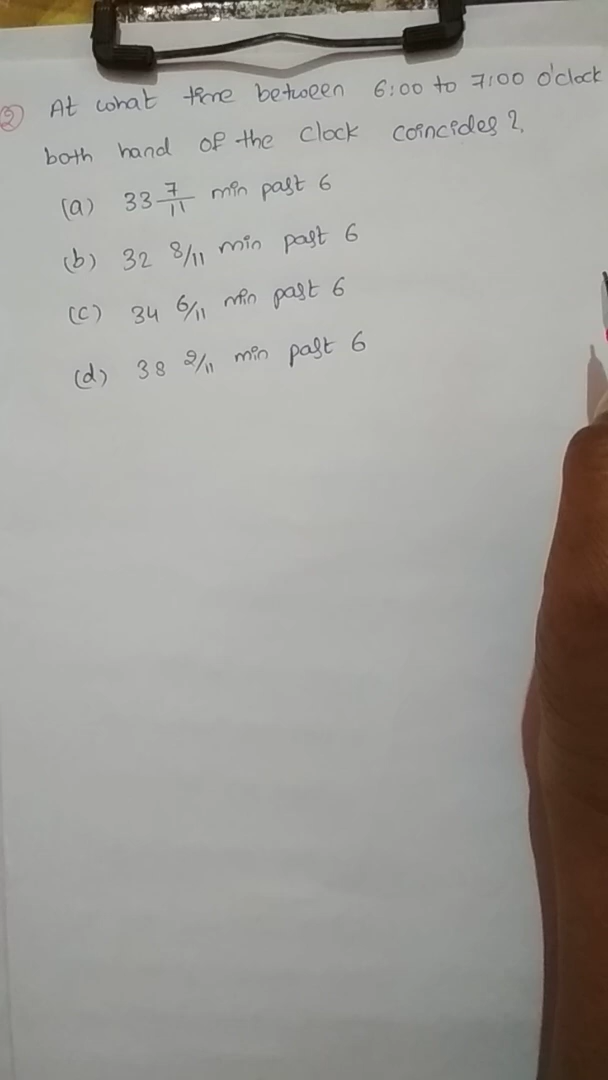 2 At what time between 6:00 to 7:00 o'clock
both hand of the clock coincides?
(a) 33 7/11 min past 6
(b) 32 8/11 min past 6
(c) 34 6/11 min past 6
(d) 38 2/11 min past 6